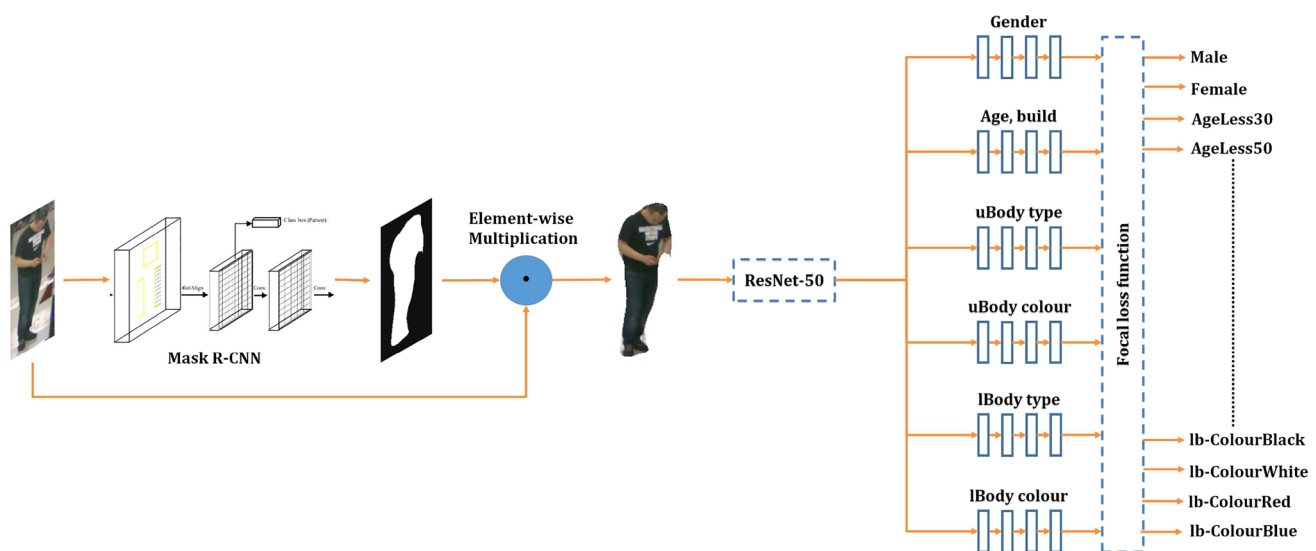 Gender
Male
Female
AgeLess30
Age, build
AgeLess50
Class box (Person)
Element-wise
Multiplication
uBody type
ResNet-50
RoIAlign
Conv
Conv
Mask R-CNN
uBody colour
Focal loss function
lBody type
lb-ColourBlack
lb-ColourWhite
lBody colour
lb-ColourRed
lb-ColourBlue